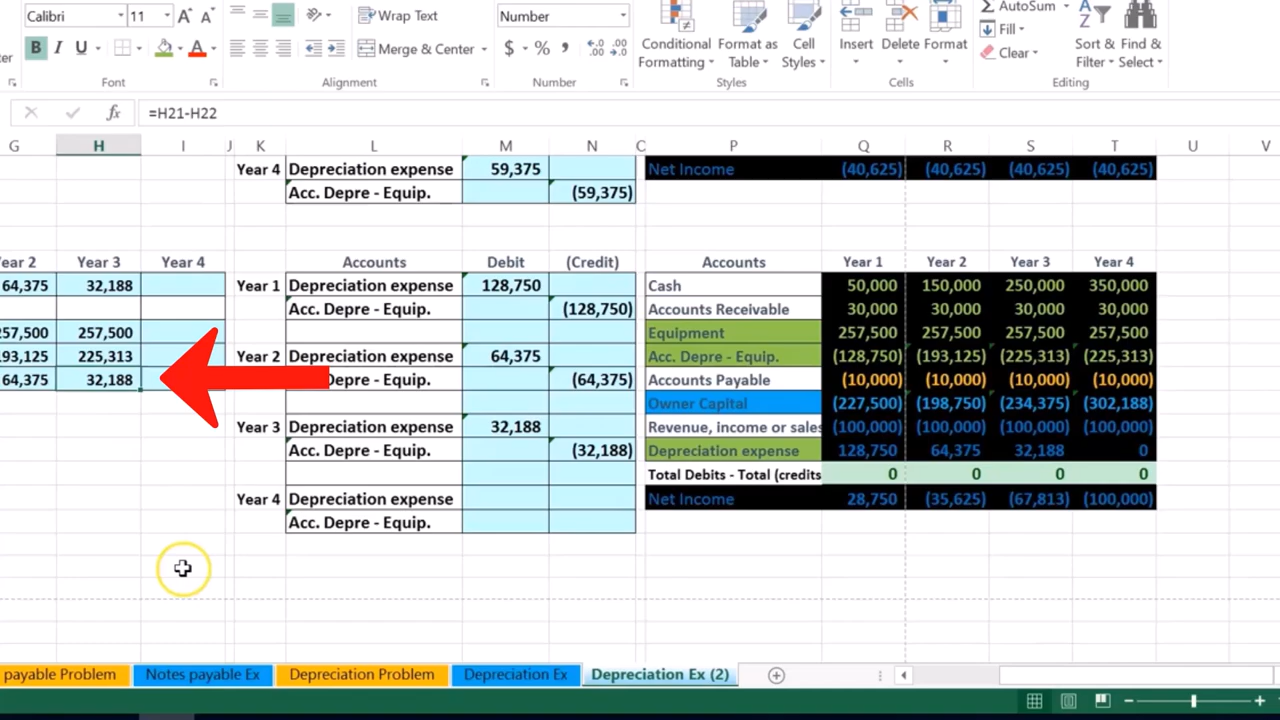 Calibri 11 Wrap Text Number AutoSum
Fill
Merge & Center Conditional Format as Cell Insert Delete Format Sort & Find &
Clear Formatting Table Styles Filter Select
Font Alignment Number Styles Cells Editing
fx =H21-H22
G H I J K L M N C P Q R S T U V
Year 4 Depreciation expense 59,375 Net Income (40,625) (40,625) (40,625) (40,625)
Acc. Depre - Equip. (59,375)
ear 2 Year 3 Year 4 Accounts Debit (Credit) Accounts Year 1 Year 2 Year 3 Year 4
64,375 32,188 Year 1 Depreciation expense 128,750 Cash 50,000 150,000 250,000 350,000
Acc. Depre - Equip. (128,750) Accounts Receivable 30,000 30,000 30,000 30,000
257,500 257,500 Equipment 257,500 257,500 257,500 257,500
193,125 225,313 Year 2 Depreciation expense 64,375 Acc. Depre - Equip. (128,750) (193,125) (225,313) (225,313)
64,375 32,188 Depre - Equip. (64,375) Accounts Payable (10,000) (10,000) (10,000) (10,000)
Owner Capital (227,500) (198,750) (234,375) (302,188)
Year 3 Depreciation expense 32,188 Revenue, income or sales (100,000) (100,000) (100,000) (100,000)
Acc. Depre - Equip. (32,188) Depreciation expense 128,750 64,375 32,188 0
Total Debits - Total (credits 0 0 0 0
Year 4 Depreciation expense Net Income 28,750 (35,625) (67,813) (100,000)
Acc. Depre - Equip.
payable Problem Notes payable Ex Depreciation Problem Depreciation Ex Depreciation Ex (2)